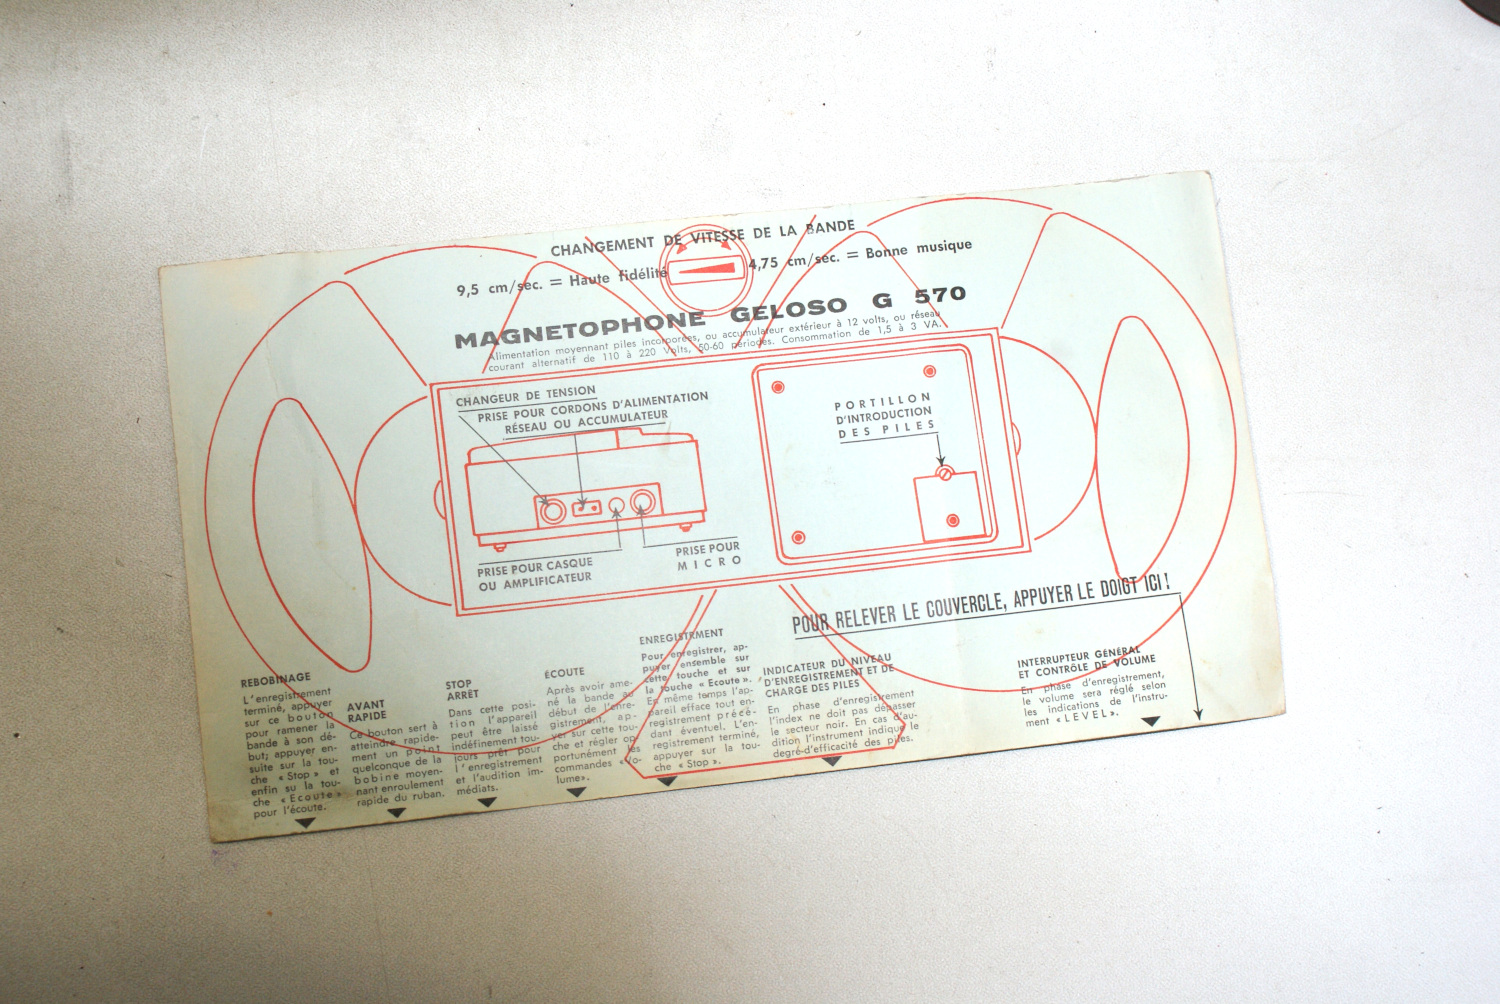 CHANGEMENT DE VITESSE DE LA BANDE
9,5 cm/sec. = Haute fidélité
4,75 cm/sec. = Bonne musique
MAGNETOPHONE GELOSO G 570
Alimentation moyennant piles incorporées, ou accumulateur extérieur à 12 volts, ou réseau
courant alternatif de 110 à 220 Volts, 50-60 périodes. Consommation de 1,5 à 3 VA.
CHANGEUR DE TENSION
PRISE POUR CORDONS D'ALIMENTATION
RÉSEAU OU ACCUMULATEUR
PORTILLON
D'INTRODUCTION
DES PILES
PRISE POUR CASQUE
OU AMPLIFICATEUR
PRISE POUR
MICRO
POUR RELEVER LE COUVERCLE, APPUYER LE DOIGT ICI !
REBOBINAGE
L'enregistrement
terminé, appuyer
sur ce bouton
pour ramener la
bande à son dé-
but; appuyer en-
suite sur la tou-
che « Stop » et
enfin su la tou-
che « Ecoute »
pour l'écoute.
AVANT
RAPIDE
Ce bouton sert à
atteindre rapide-
ment un point
quelconque de la
bobine moyen-
nant enroulement
rapide du ruban.
STOP
ARRÊT
Dans cette posi-
tion l'appareil
peut être laissé
indéfinement tou-
jours prêt pour
l'enregistrement
et l'audition im-
médiats.
ÉCOUTE
Après avoir ame-
né la bande au
début de l'enre-
gistrement, ap-
yer sur cette tou-
che et régler op-
portunément les
commandes «Vo-
lume».
ENREGISTRMENT
Pour enregistrer, ap-
puyer ensemble sur
cette touche et sur
la touche « Ecoute ».
En même temps l'ap-
pareil efface tout en-
registrement précé-
dant éventuel. L'en-
registrement terminé,
appuyer sur la tou-
che « Stop ».
INDICATEUR DU NIVEAU
D'ENREGISTREMENT ET DE
CHARGE DES PILES
En phase d'enregistrement
l'index ne doit pas dépasser
le secteur noir. En cas d'au-
dition l'instrument indique le
degré d'efficacité des piles.
INTERRUPTEUR GÉNÉRAL
ET CONTRÔLE DE VOLUME
En phase d'enregistrement,
le volume sera réglé selon
les indications de l'instru-
ment «LEVEL».